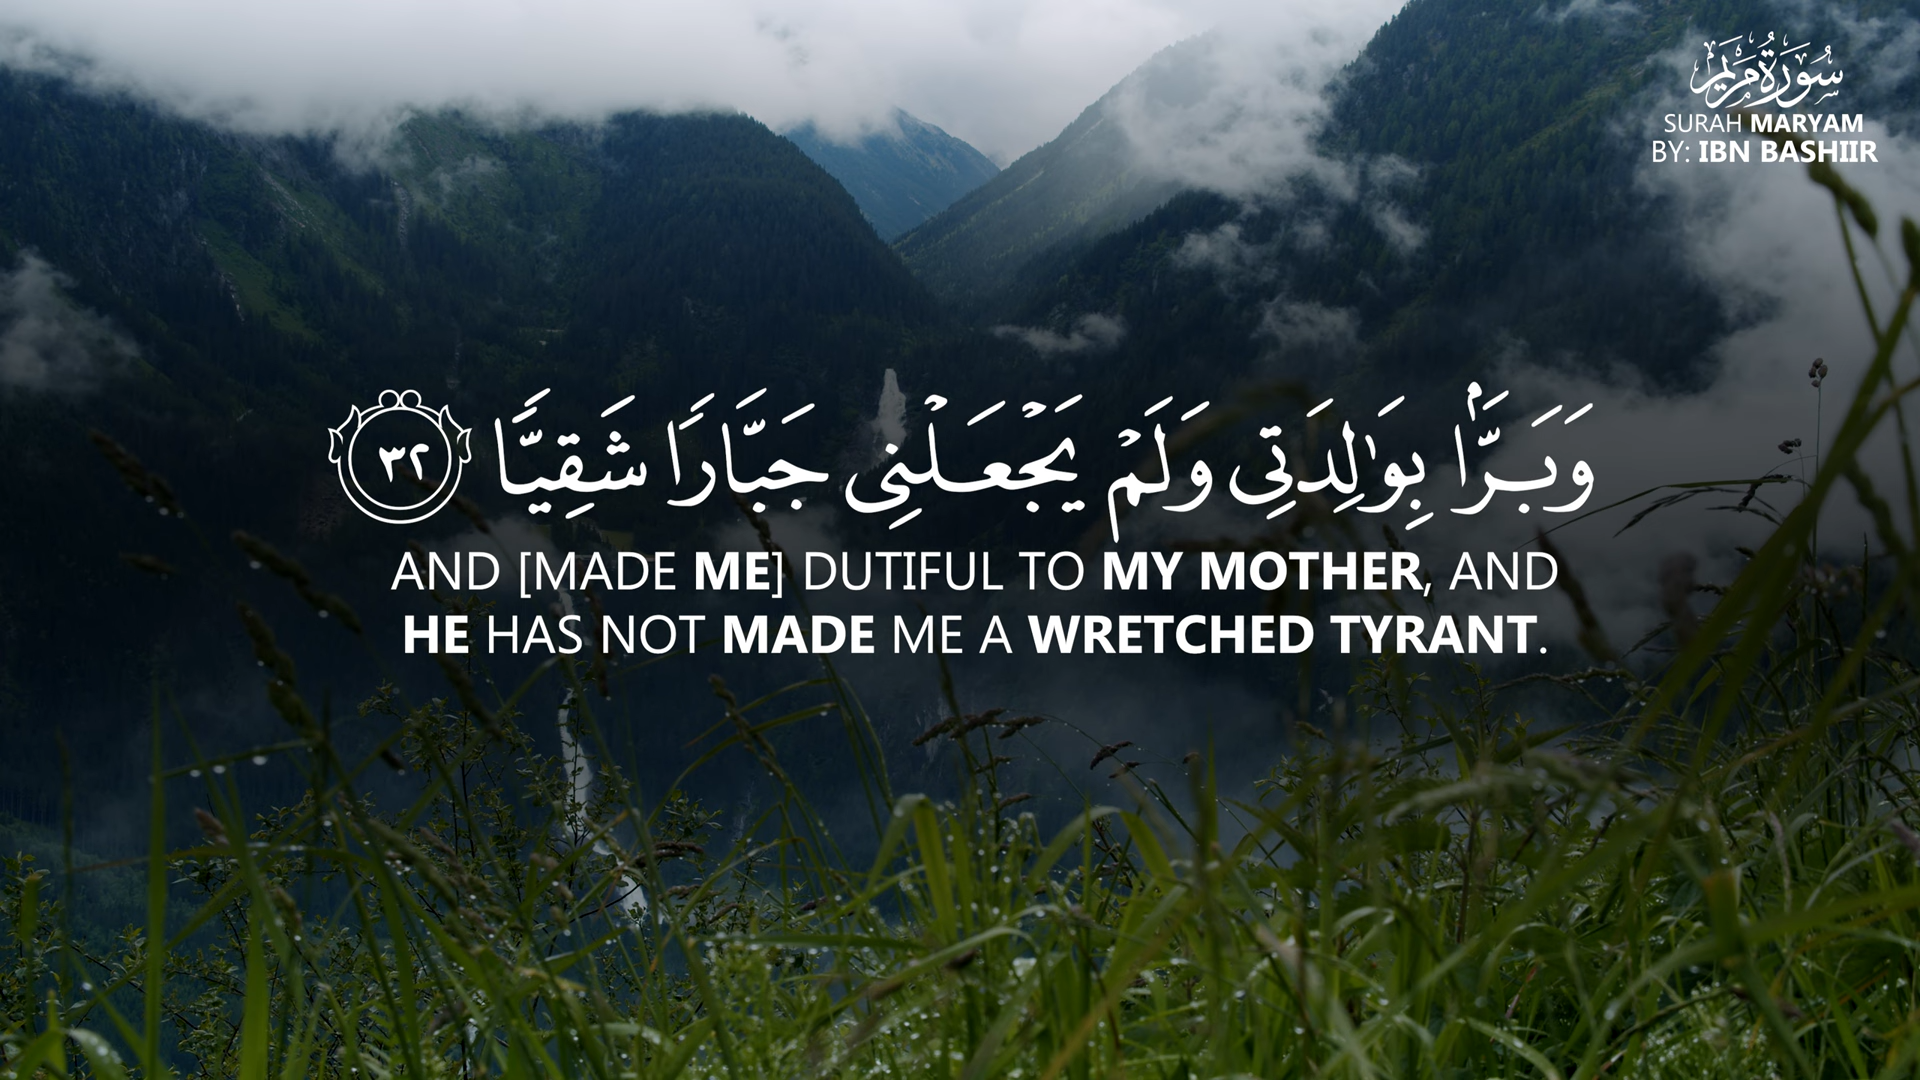 سُورَةُ مَرْيَم
SURAH MARYAM
BY: IBN BASHIIR
وَبَرَّۢا بِوَٰلِدَتِى وَلَمْ يَجْعَلْنِى جَبَّارًا شَقِيًّا ٣٢
AND [MADE ME] DUTIFUL TO MY MOTHER, AND
HE HAS NOT MADE ME A WRETCHED TYRANT.